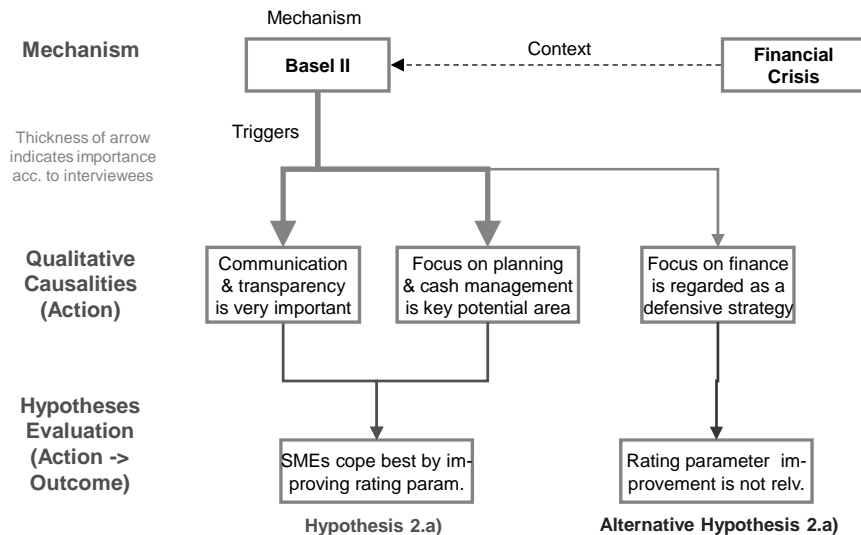 Mechanism
Mechanism
Basel II
Context
Financial
Crisis
Triggers
Thickness of arrow
indicates importance
acc. to interviewees
Qualitative
Causalities
(Action)
Communication
& transparency
is very important
Focus on planning
& cash management
is key potential area
Focus on finance
is regarded as a
defensive strategy
Hypotheses
Evaluation
(Action ->
Outcome)
SMEs cope best by im-
proving rating param.
Rating parameter im-
provement is not relv.
Hypothesis 2.a)
Alternative Hypothesis 2.a)